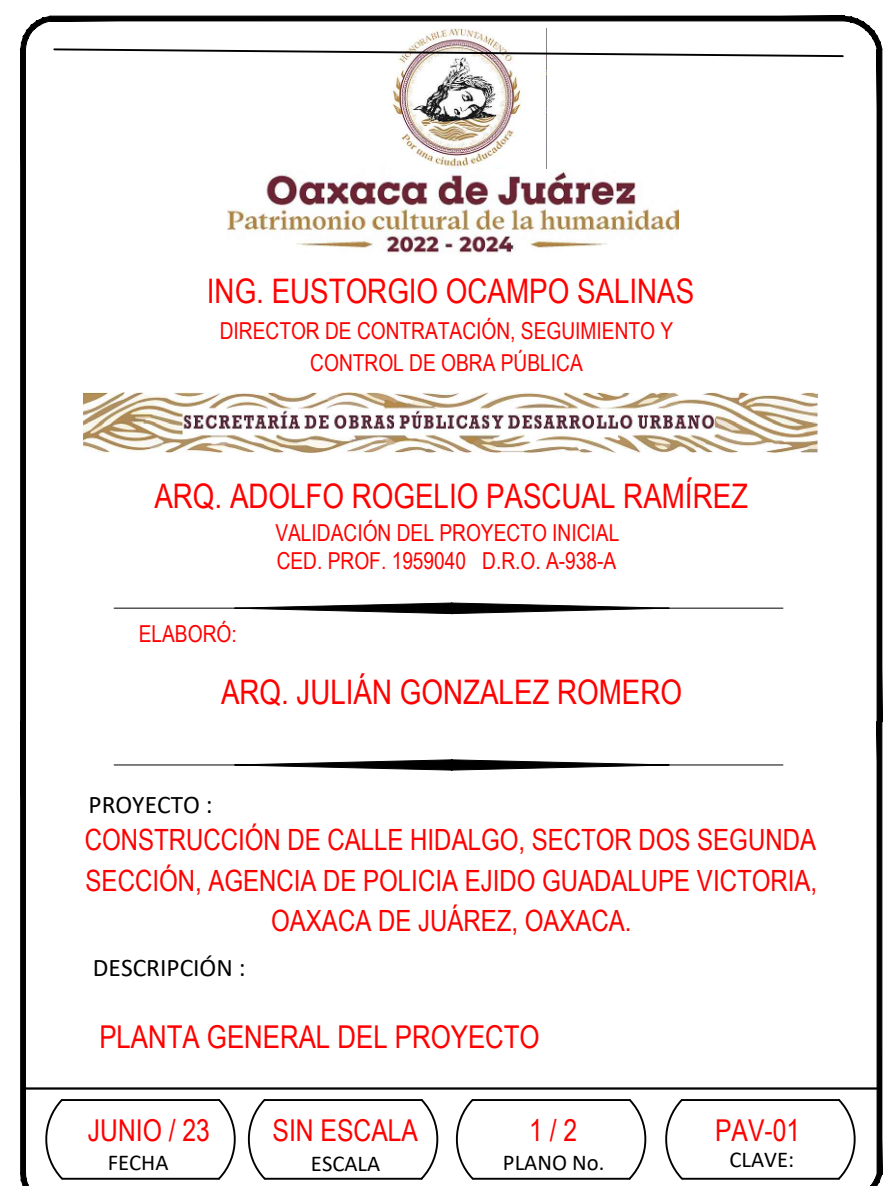 HONORABLE AYUNTAMIENTO
Por una ciudad educadora
Oaxaca de Juárez
Patrimonio cultural de la humanidad
2022 - 2024
ING. EUSTORGIO OCAMPO SALINAS
DIRECTOR DE CONTRATACIÓN, SEGUIMIENTO Y
CONTROL DE OBRA PÚBLICA
SECRETARÍA DE OBRAS PÚBLICAS Y DESARROLLO URBANO
ARQ. ADOLFO ROGELIO PASCUAL RAMÍREZ
VALIDACIÓN DEL PROYECTO INICIAL
CED. PROF. 1959040 D.R.O. A-938-A
ELABORÓ:
ARQ. JULIÁN GONZALEZ ROMERO
PROYECTO :
CONSTRUCCIÓN DE CALLE HIDALGO, SECTOR DOS SEGUNDA
SECCIÓN, AGENCIA DE POLICIA EJIDO GUADALUPE VICTORIA,
OAXACA DE JUÁREZ, OAXACA.
DESCRIPCIÓN :
PLANTA GENERAL DEL PROYECTO
JUNIO / 23 SIN ESCALA 1 / 2 PAV-01
FECHA ESCALA PLANO No. CLAVE: